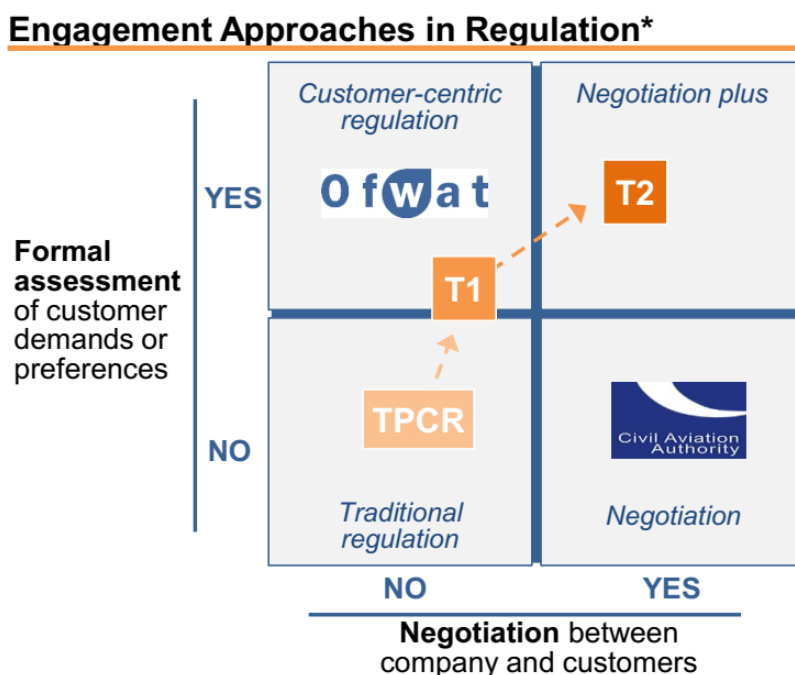 Engagement Approaches in Regulation*
Customer-centric
regulation
Negotiation plus
YES
Ofwat
T2
Formal
assessment
of customer
demands or
preferences
T1
TPCR
Civil Aviation
Authority
NO
Traditional
regulation
Negotiation
NO
YES
Negotiation between
company and customers